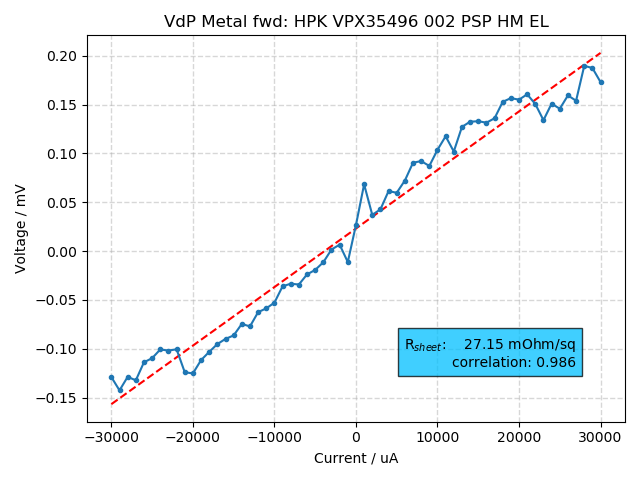 VdP Metal fwd: HPK VPX35496 002 PSP HM EL
0.20
0.15
0.10
0.05
0.00
−0.05
−0.10
−0.15
Voltage / mV
R_sheet: 27.15 mOhm/sq
correlation: 0.986
−30000 −20000 −10000 0 10000 20000 30000
Current / uA